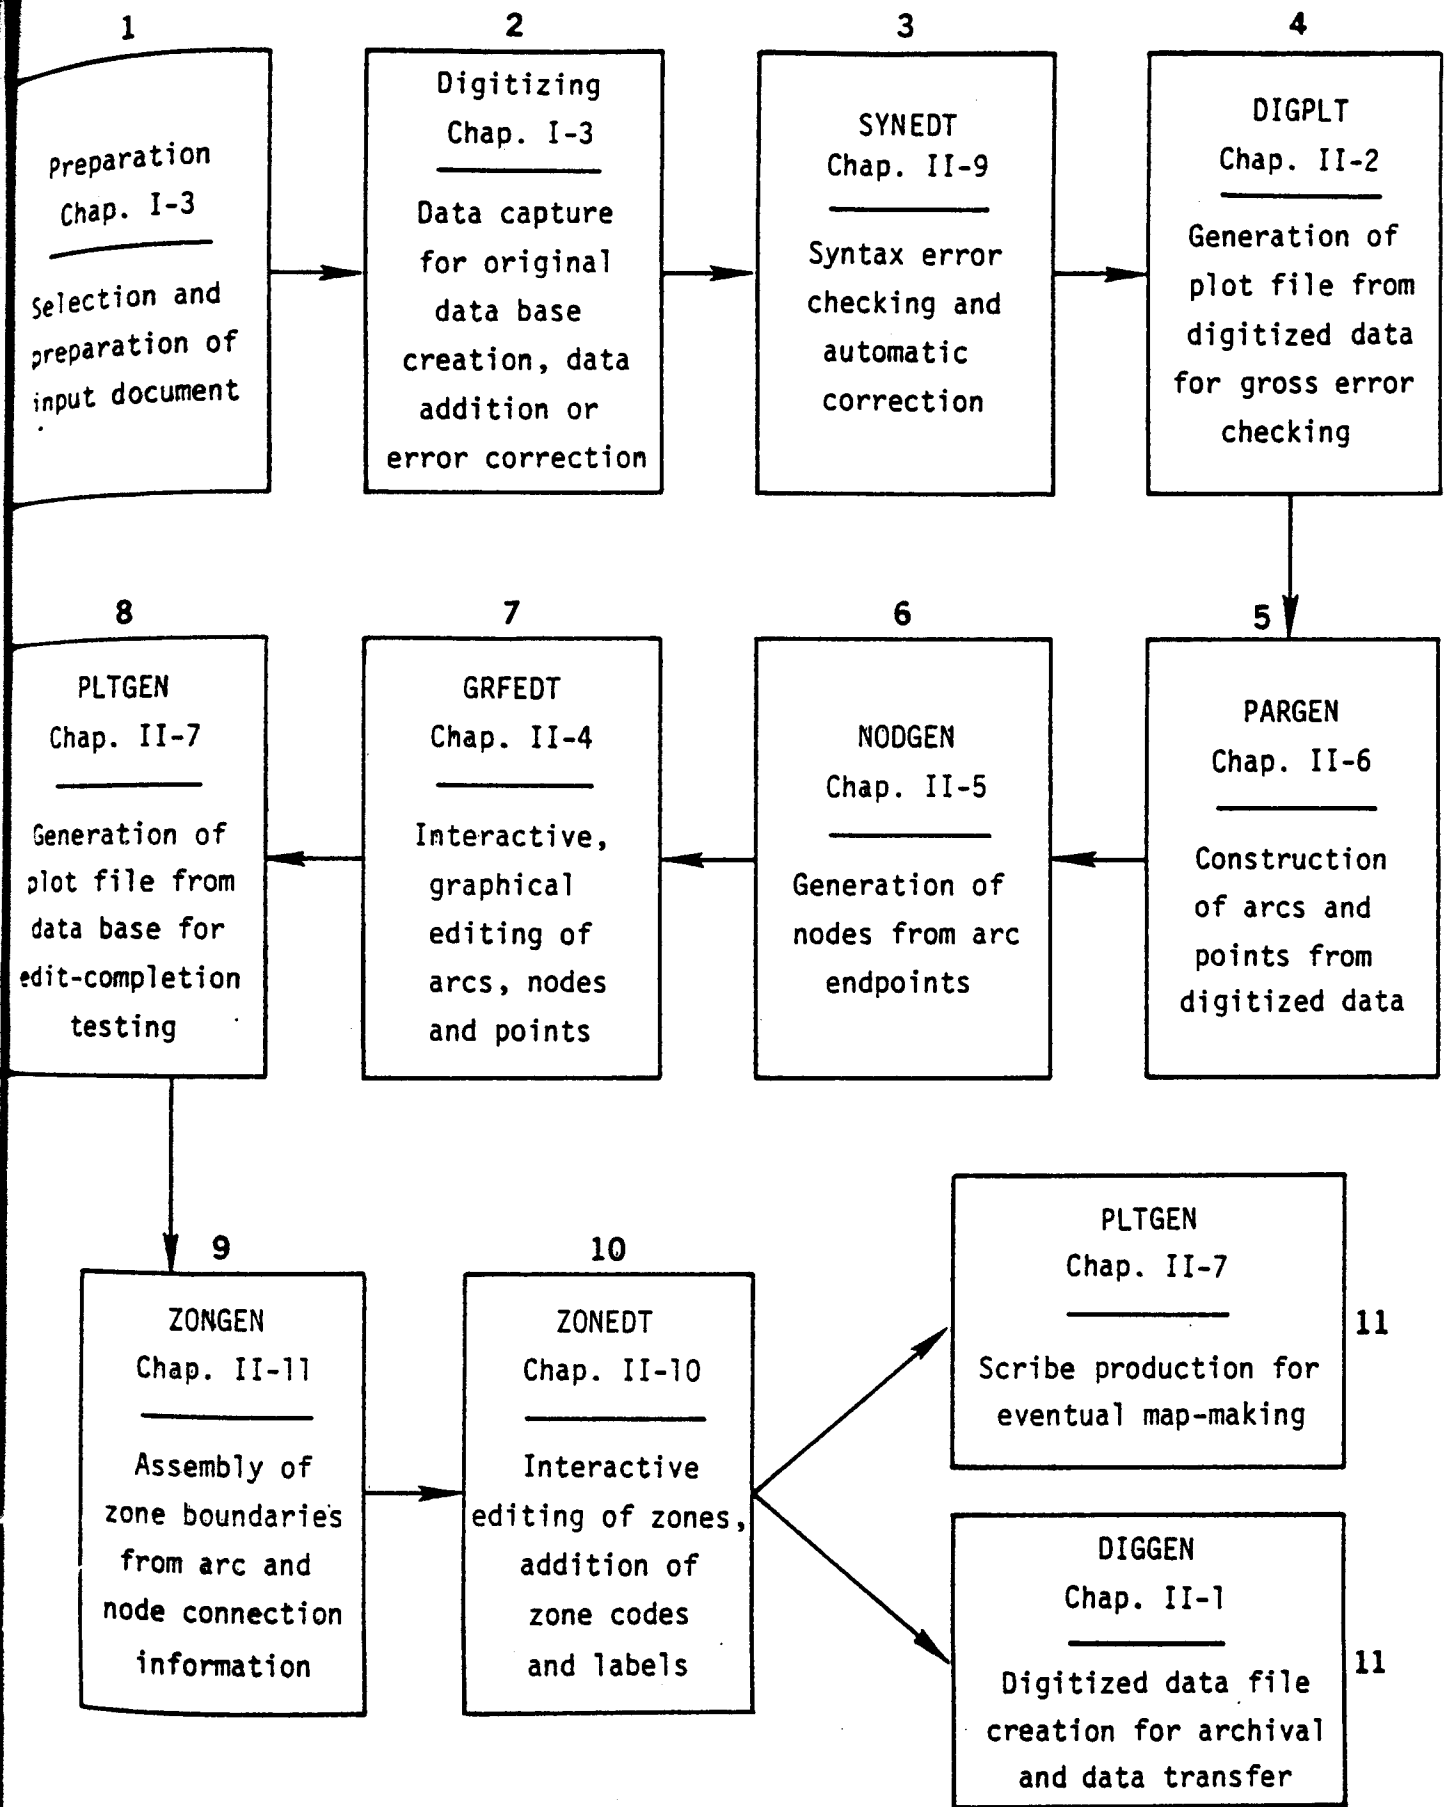 1
Preparation
Chap. I-3
Selection and
preparation of
input document
2
Digitizing
Chap. I-3
Data capture
for original
data base
creation, data
addition or
error correction
3
SYNEDT
Chap. II-9
Syntax error
checking and
automatic
correction
4
DIGPLT
Chap. II-2
Generation of
plot file from
digitized data
for gross error
checking
5
PARGEN
Chap. II-6
Construction
of arcs and
points from
digitized data
6
NODGEN
Chap. II-5
Generation of
nodes from arc
endpoints
7
GRFEDT
Chap. II-4
Interactive,
graphical
editing of
arcs, nodes
and points
8
PLTGEN
Chap. II-7
Generation of
plot file from
data base for
edit-completion
testing
9
ZONGEN
Chap. II-11
Assembly of
zone boundaries
from arc and
node connection
information
10
ZONEDT
Chap. II-10
Interactive
editing of zones,
addition of
zone codes
and labels
PLTGEN
Chap. II-7
Scribe production for
eventual map-making
11
DIGGEN
Chap. II-1
Digitized data file
creation for archival
and data transfer
11